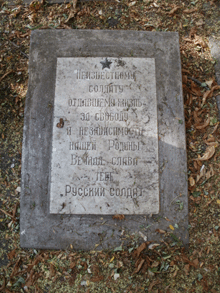 Неизвестному
солдату
отдавшему жизнь
за свободу
и независимость
нашей Родины
Вечная слава
тебе
Русский солдат